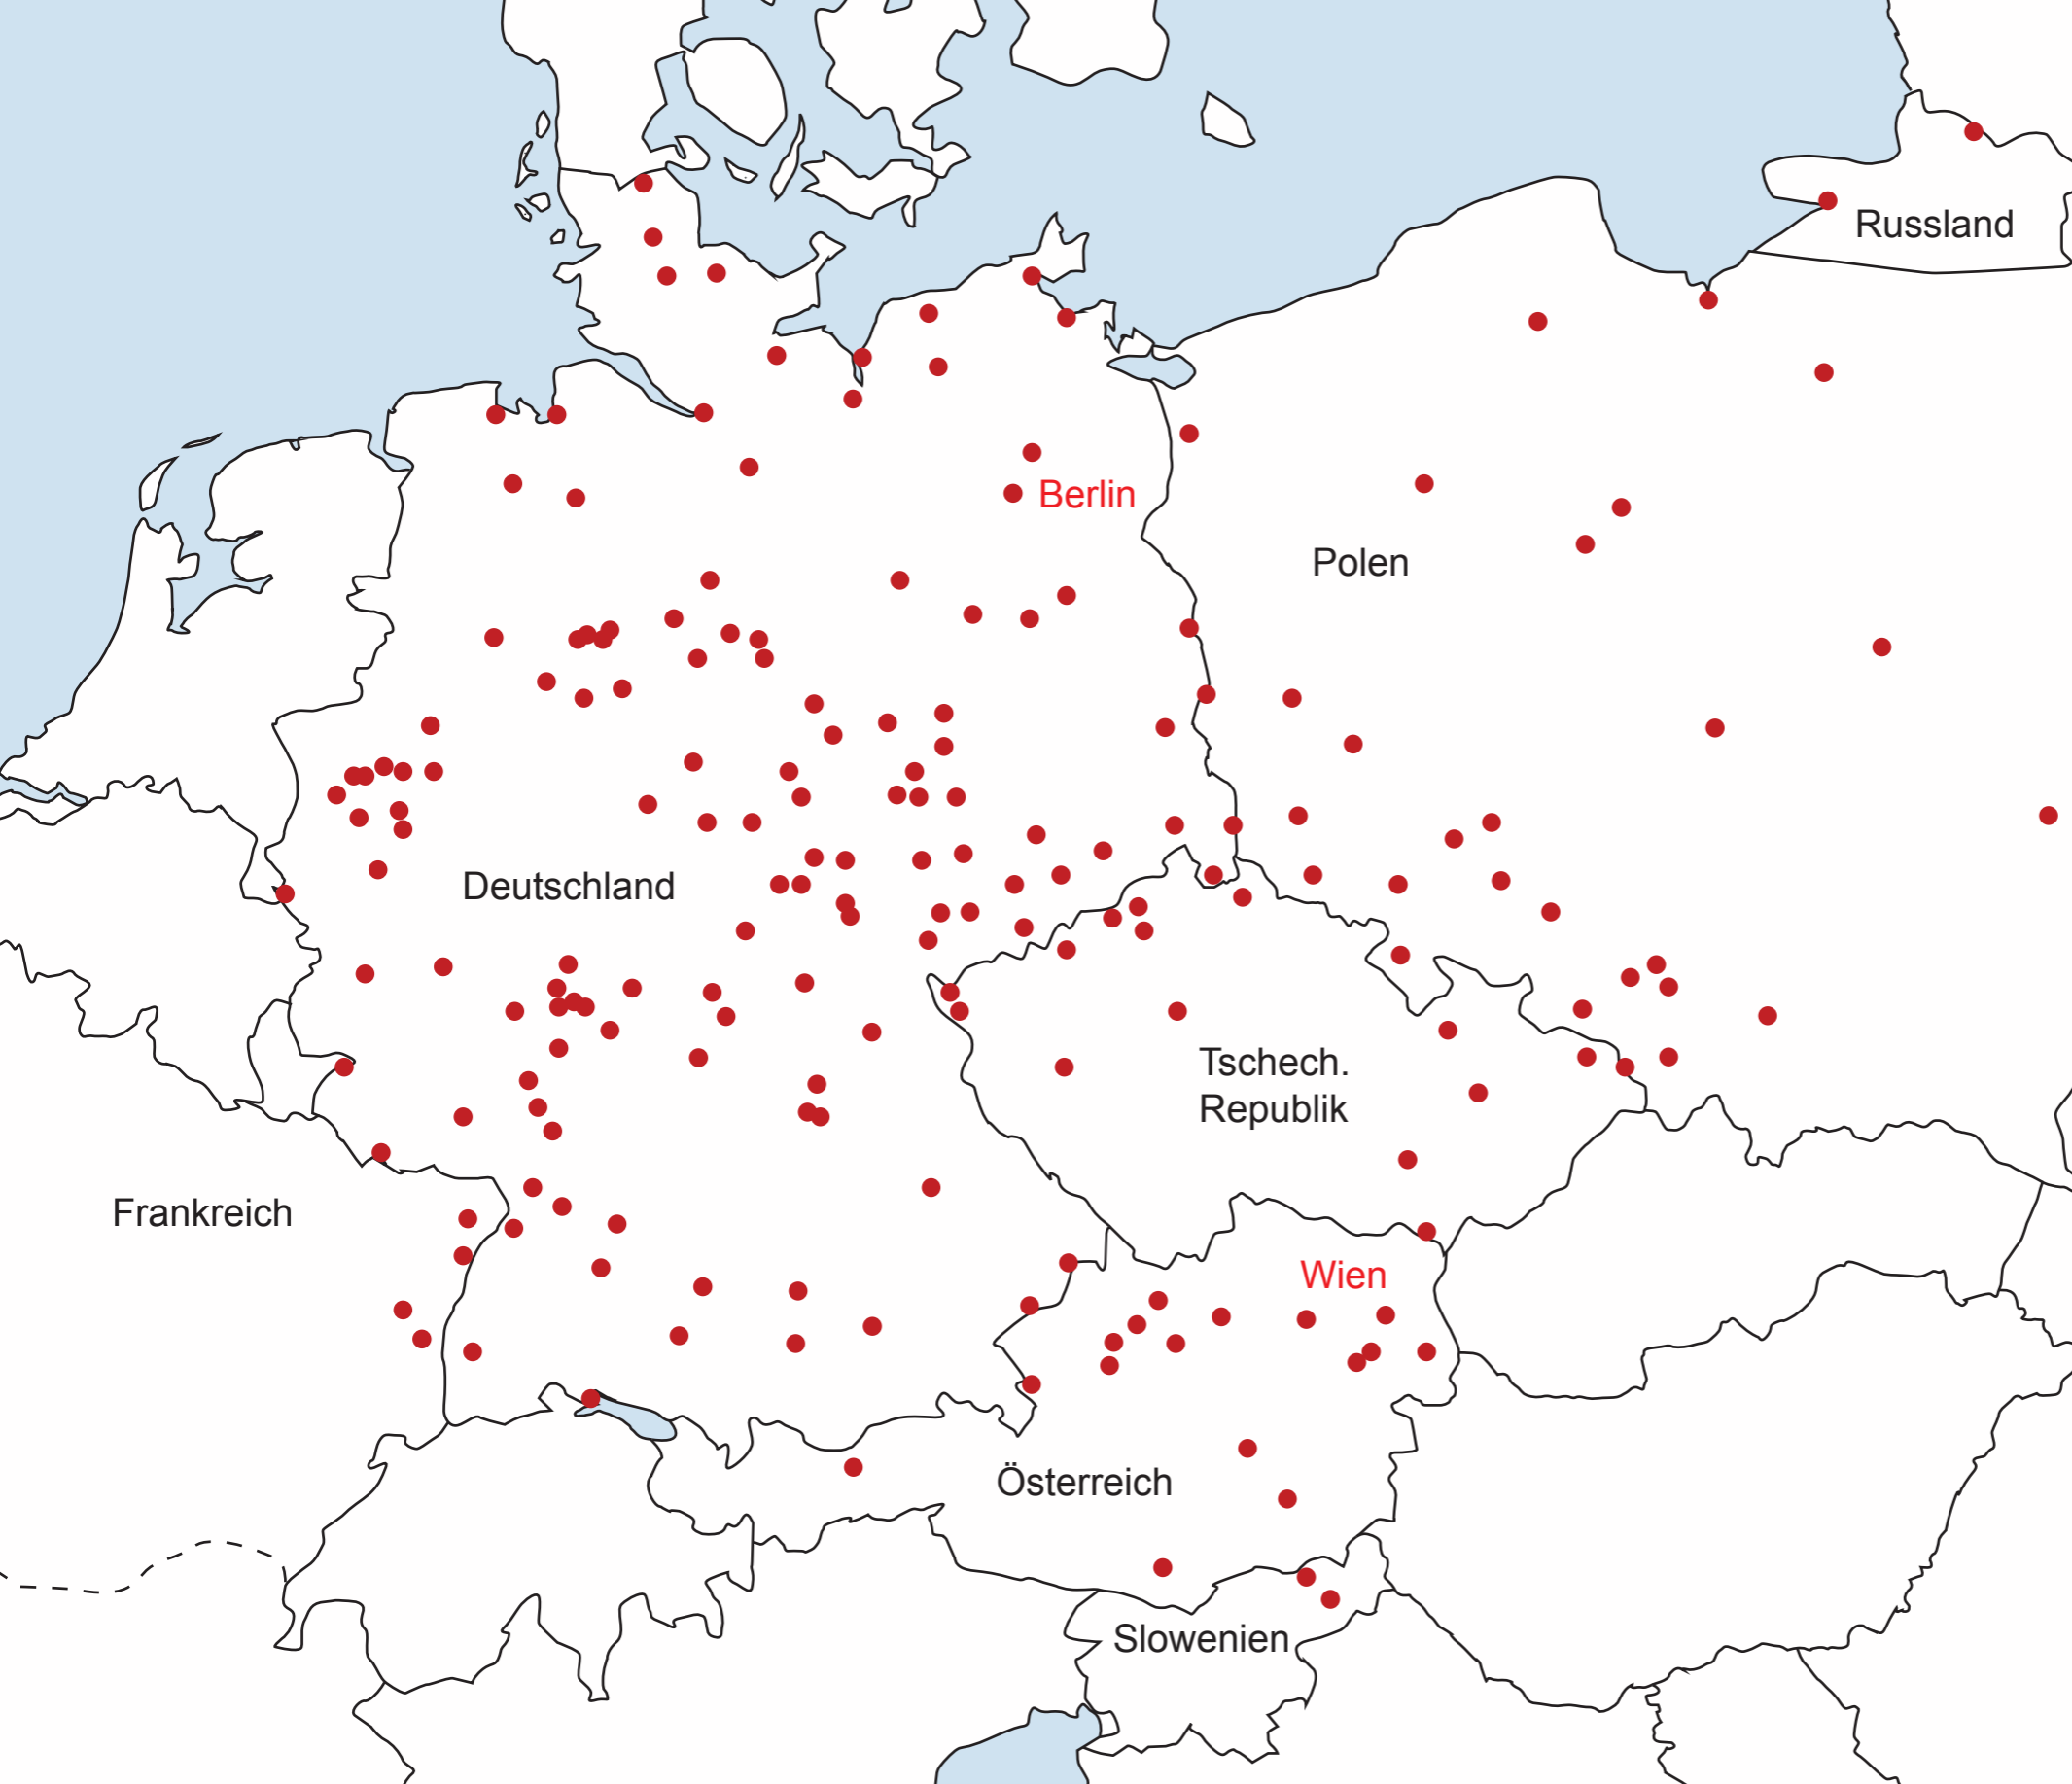 Russland
Berlin
Polen
Deutschland
Tschech.
Republik
Frankreich
Wien
Österreich
Slowenien